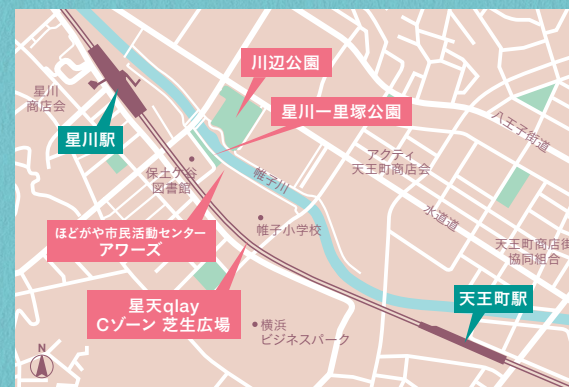 川辺公園
星川一里塚公園
星川
商店会
星川駅
八王子街道
アクティ
天王町商店会
保土ケ谷
図書館
帷子川
水道道
ほどがや市民活動センター
アワーズ
帷子小学校
天王町商店街
協同組合
星天qlay
Cゾーン 芝生広場
天王町駅
横浜
ビジネスパーク
N